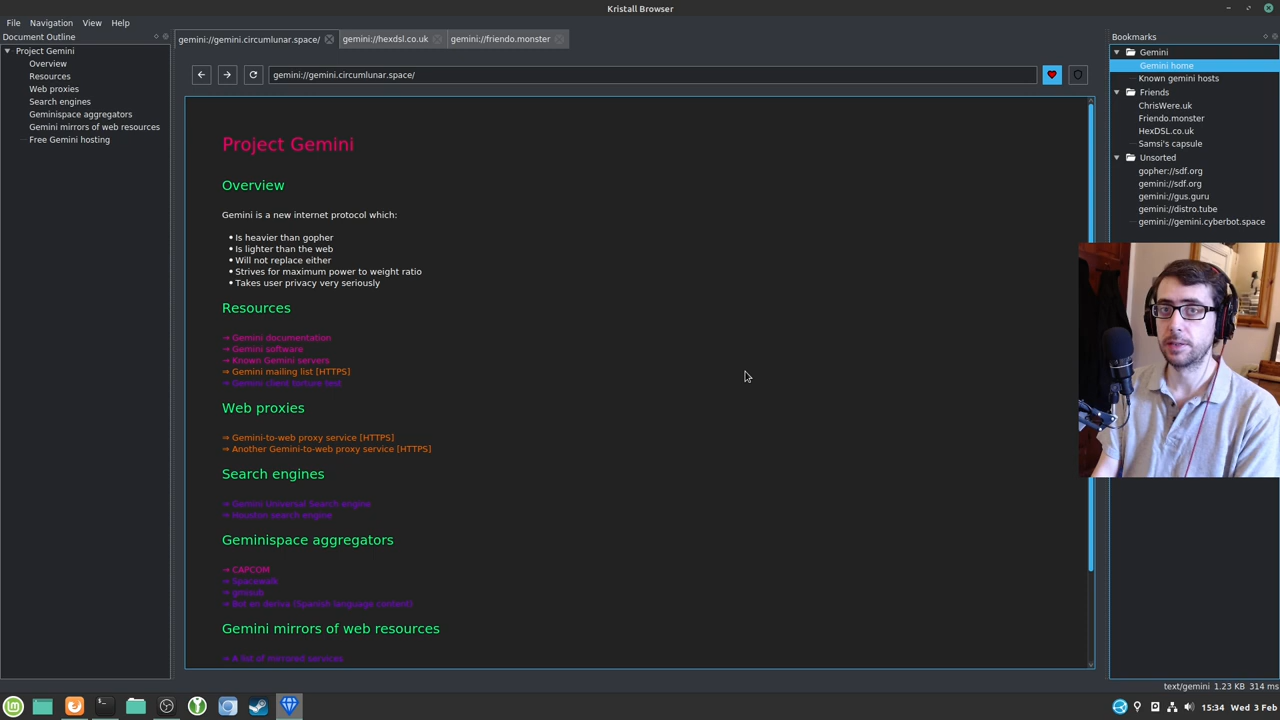 Kristall Browser
File Navigation View Help
Document Outline
Project Gemini
Overview
Resources
Web proxies
Search engines
Geminispace aggregators
Gemini mirrors of web resources
Free Gemini hosting
gemini://gemini.circumlunar.space/
gemini://hexdsl.co.uk
gemini://friendo.monster
gemini://gemini.circumlunar.space/
Project Gemini
Overview
Gemini is a new internet protocol which:
• Is heavier than gopher
• Is lighter than the web
• Will not replace either
• Strives for maximum power to weight ratio
• Takes user privacy very seriously
Resources
→ Gemini documentation
→ Gemini software
→ Known Gemini servers
⇒ Gemini mailing list [HTTPS]
→ Gemini client torture test
Web proxies
⇒ Gemini-to-web proxy service [HTTPS]
⇒ Another Gemini-to-web proxy service [HTTPS]
Search engines
→ Gemini Universal Search engine
→ Houston search engine
Geminispace aggregators
→ CAPCOM
→ Spacewalk
→ gmisub
→ Bot en deriva (Spanish language content)
Gemini mirrors of web resources
→ A list of mirrored services
Bookmarks
Gemini
Gemini home
Known gemini hosts
Friends
ChrisWere.uk
Friendo.monster
HexDSL.co.uk
Samsi's capsule
Unsorted
gopher://sdf.org
gemini://sdf.org
gemini://gus.guru
gemini://distro.tube
gemini://gemini.cyberbot.space
text/gemini 1.23 KB 314 ms
15:34 Wed 3 Feb